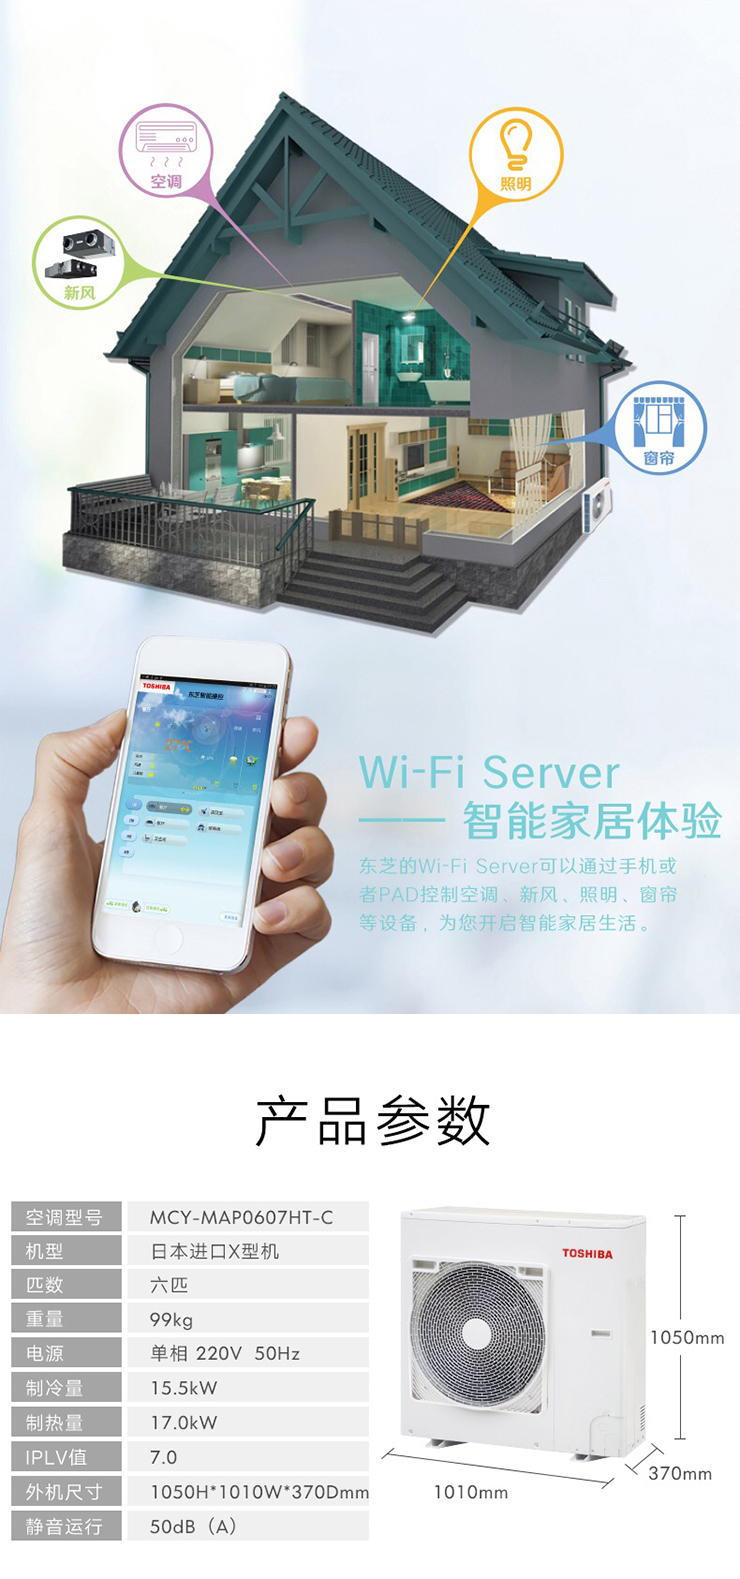 空调
照明
新风
窗帘
TOSHIBA
东芝智能操控
27℃
Wi-Fi Server
—— 智能家居体验
东芝的Wi-Fi Server可以通过手机或
者PAD控制空调、新风、照明、窗帘
等设备，为您开启智能家居生活。
产品参数
空调型号 MCY-MAP0607HT-C
机型 日本进口X型机
匹数 六匹
重量 99kg
电源 单相 220V 50Hz
制冷量 15.5kW
制热量 17.0kW
IPLV值 7.0
外机尺寸 1050H*1010W*370Dmm
静音运行 50dB（A）
TOSHIBA
1050mm
370mm
1010mm